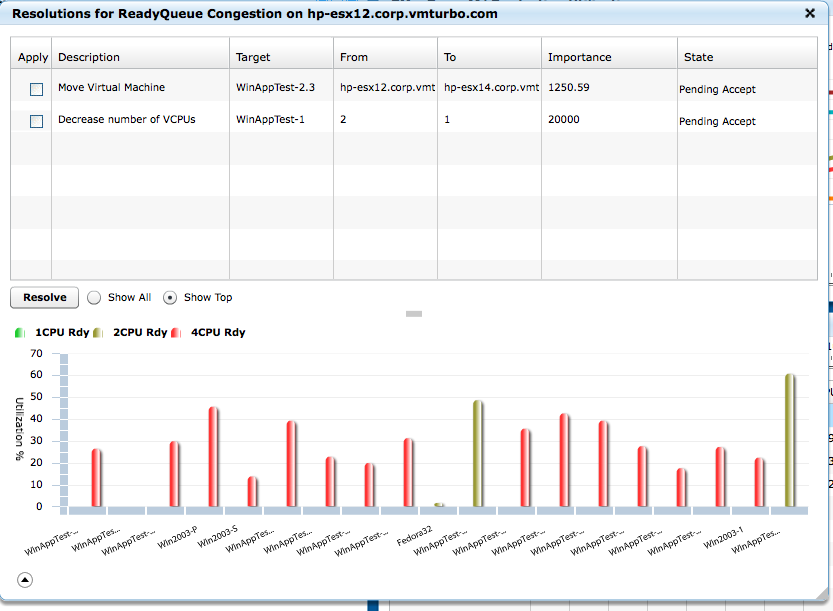 Resolutions for ReadyQueue Congestion on hp-esx12.corp.vmturbo.com
Apply Description Target From To Importance State
Move Virtual Machine WinAppTest-2.3 hp-esx12.corp.vmt hp-esx14.corp.vmt 1250.59 Pending Accept
Decrease number of VCPUs WinAppTest-1 2 1 20000 Pending Accept
Resolve Show All Show Top
1CPU Rdy 2CPU Rdy 4CPU Rdy
Utilization %
70
60
50
40
30
20
10
0
WinAppTest-... WinAppTes... WinAppTest-... Win2003-P Win2003-S WinAppTes... WinAppTes... WinAppTest-... WinAppTest-... Fedora32 WinAppTest-... WinAppTest-... WinAppTest-... WinAppTest-... WinAppTest-... WinAppTest-... WinAppTest-... Win2003-1 WinAppTes...